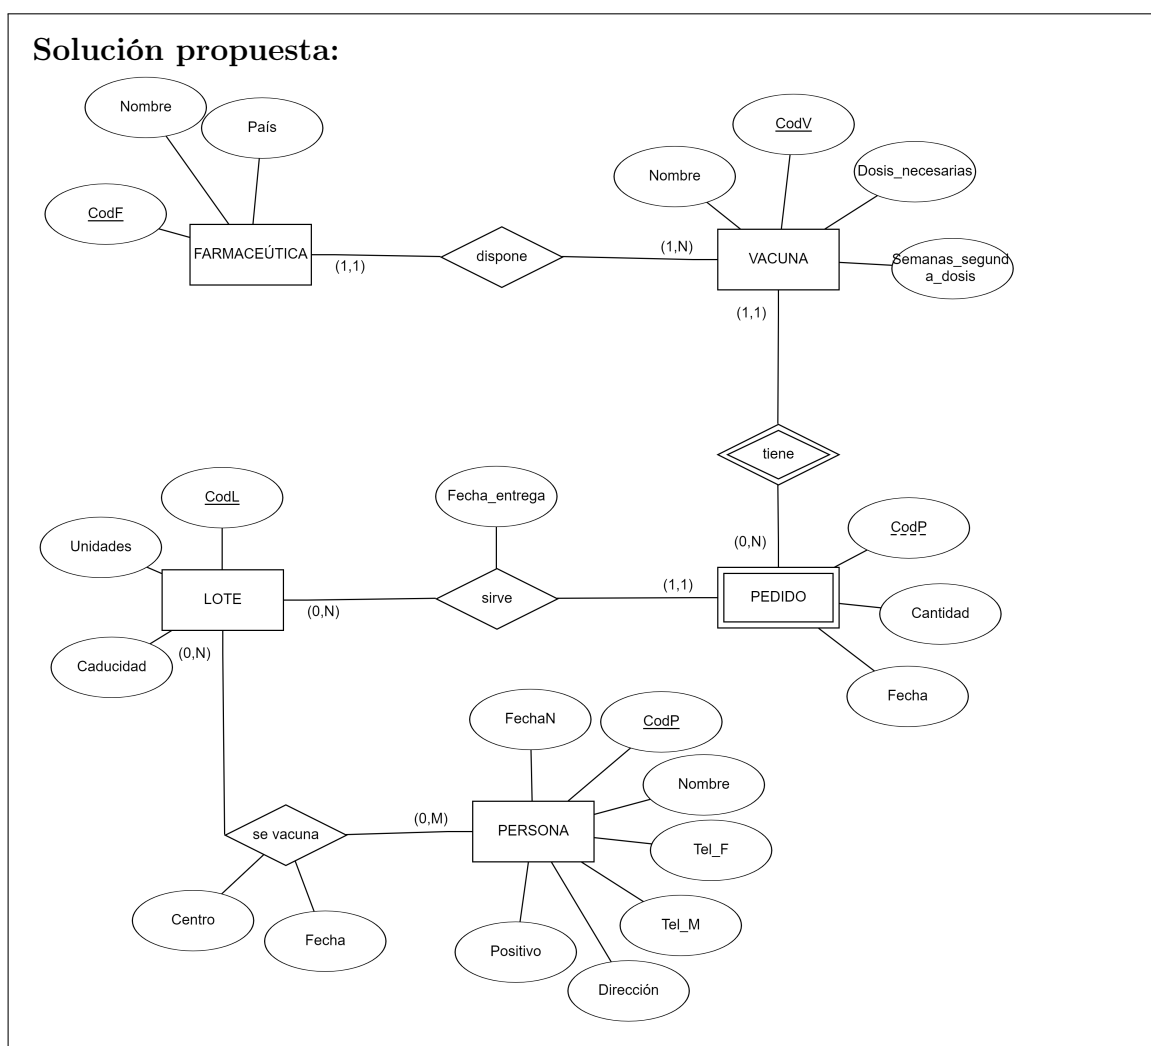 Solución propuesta:
Nombre
País
CodV
Nombre
Dosis_necesarias
CodF
FARMACEÚTICA
dispone
VACUNA
(1,1)
(1,N)
Semanas_segund
a_dosis
(1,1)
tiene
CodL
Fecha_entrega
CodP
Unidades
(0,N)
LOTE
(0,N)
sirve
(1,1)
PEDIDO
Cantidad
Caducidad
(0,N)
Fecha
FechaN
CodP
Nombre
se vacuna
(0,M)
PERSONA
Tel_F
Centro
Fecha
Tel_M
Positivo
Dirección